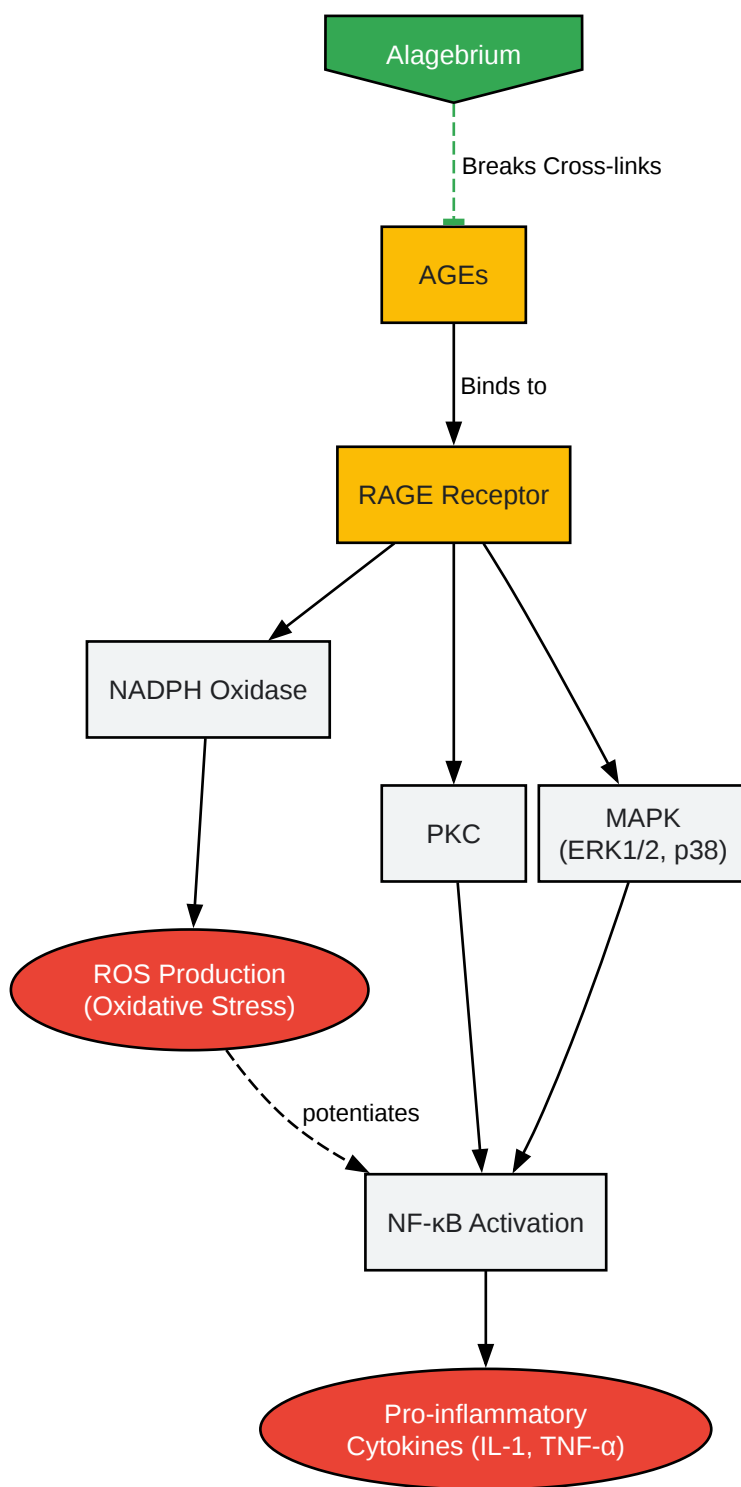 Alagebrium
Breaks Cross-links
AGEs
Binds to
RAGE Receptor
NADPH Oxidase
PKC
MAPK
(ERK1/2, p38)
ROS Production
(Oxidative Stress)
potentiates
NF-κB Activation
Pro-inflammatory
Cytokines (IL-1, TNF-α)